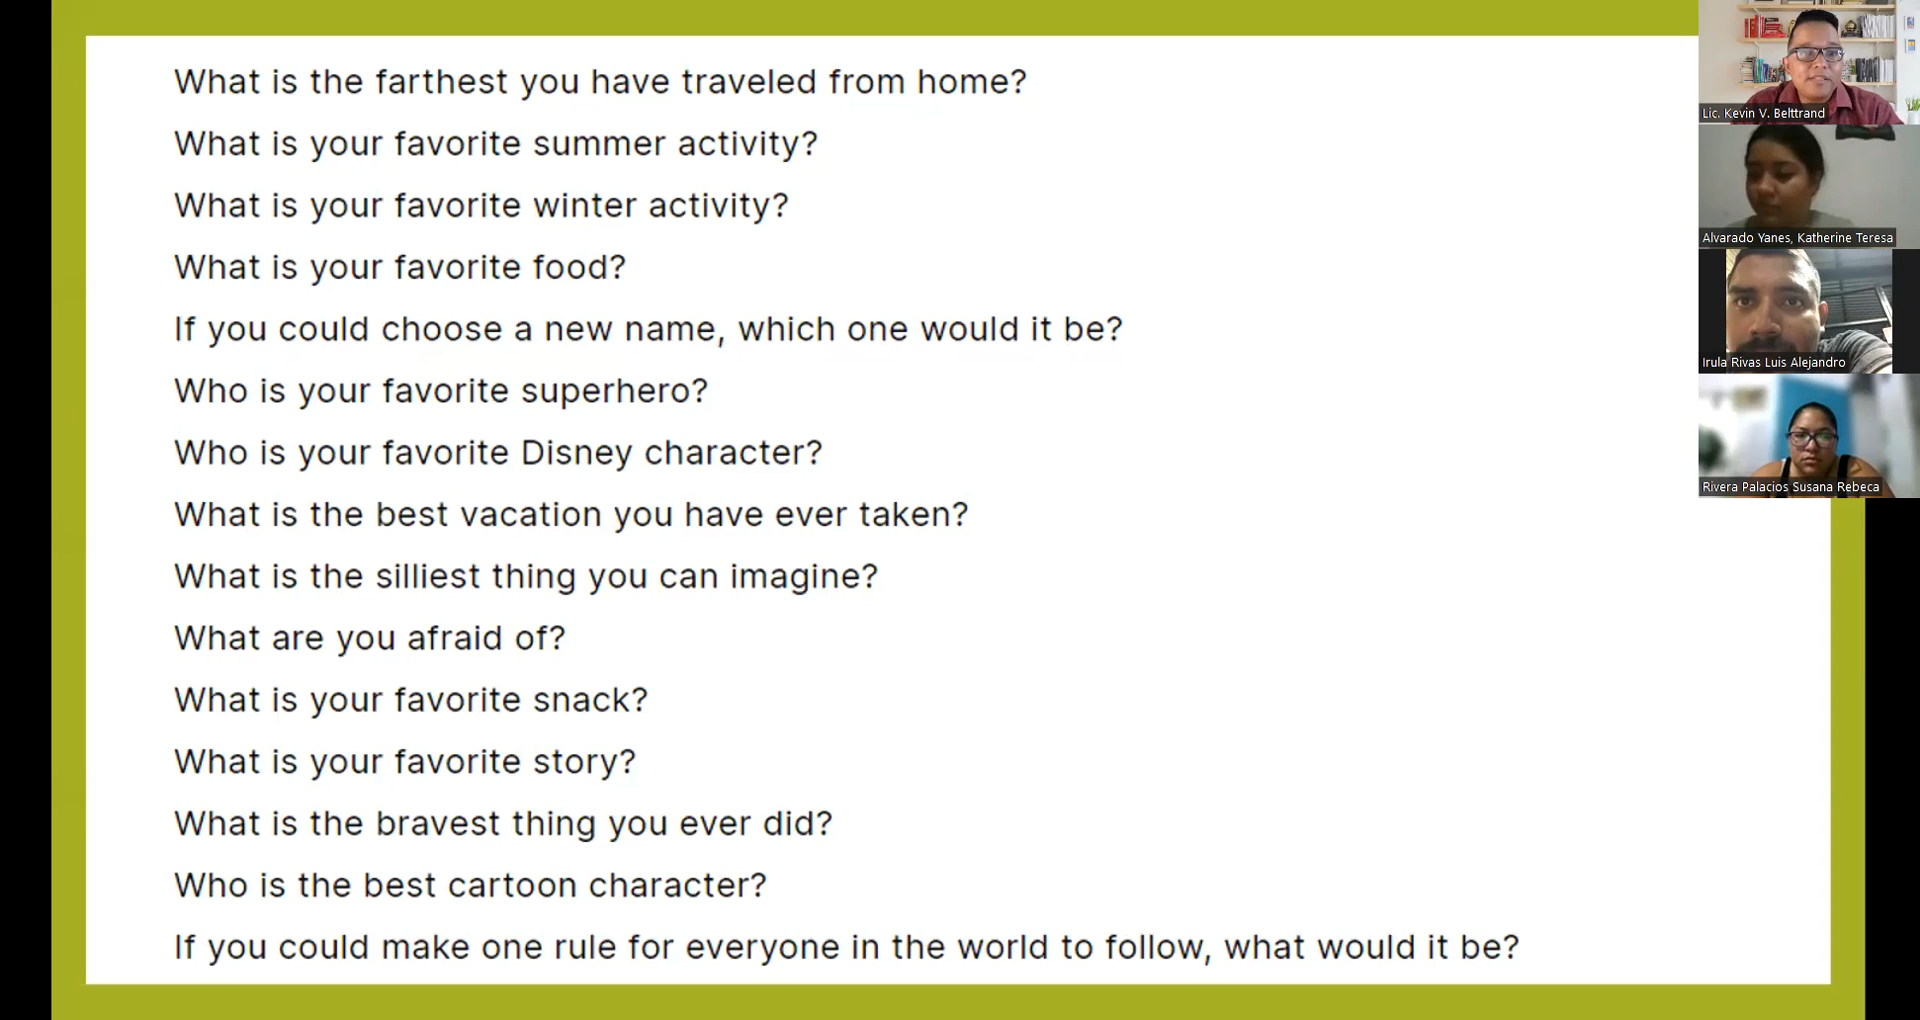 What is the farthest you have traveled from home?
What is your favorite summer activity?
What is your favorite winter activity?
What is your favorite food?
If you could choose a new name, which one would it be?
Who is your favorite superhero?
Who is your favorite Disney character?
What is the best vacation you have ever taken?
What is the silliest thing you can imagine?
What are you afraid of?
What is your favorite snack?
What is your favorite story?
What is the bravest thing you ever did?
Who is the best cartoon character?
If you could make one rule for everyone in the world to follow, what would it be?
Lic. Kevin V. Belttrand
Alvarado Yanes, Katherine Teresa
Irula Rivas Luis Alejandro
Rivera Palacios Susana Rebeca